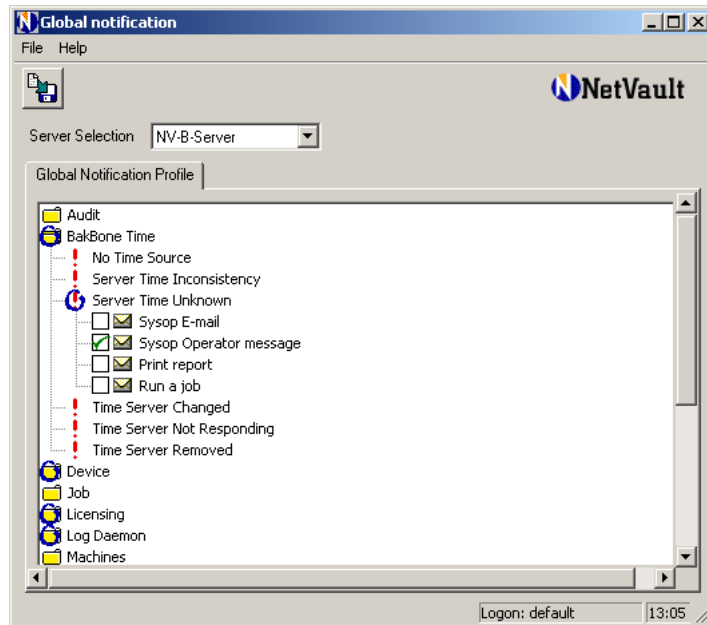 Global notification
File Help
NetVault
Server Selection NV-B-Server
Global Notification Profile
Audit
BakBone Time
No Time Source
Server Time Inconsistency
Server Time Unknown
Sysop E-mail
Sysop Operator message
Print report
Run a job
Time Server Changed
Time Server Not Responding
Time Server Removed
Device
Job
Licensing
Log Daemon
Machines
Logon: default 13:05